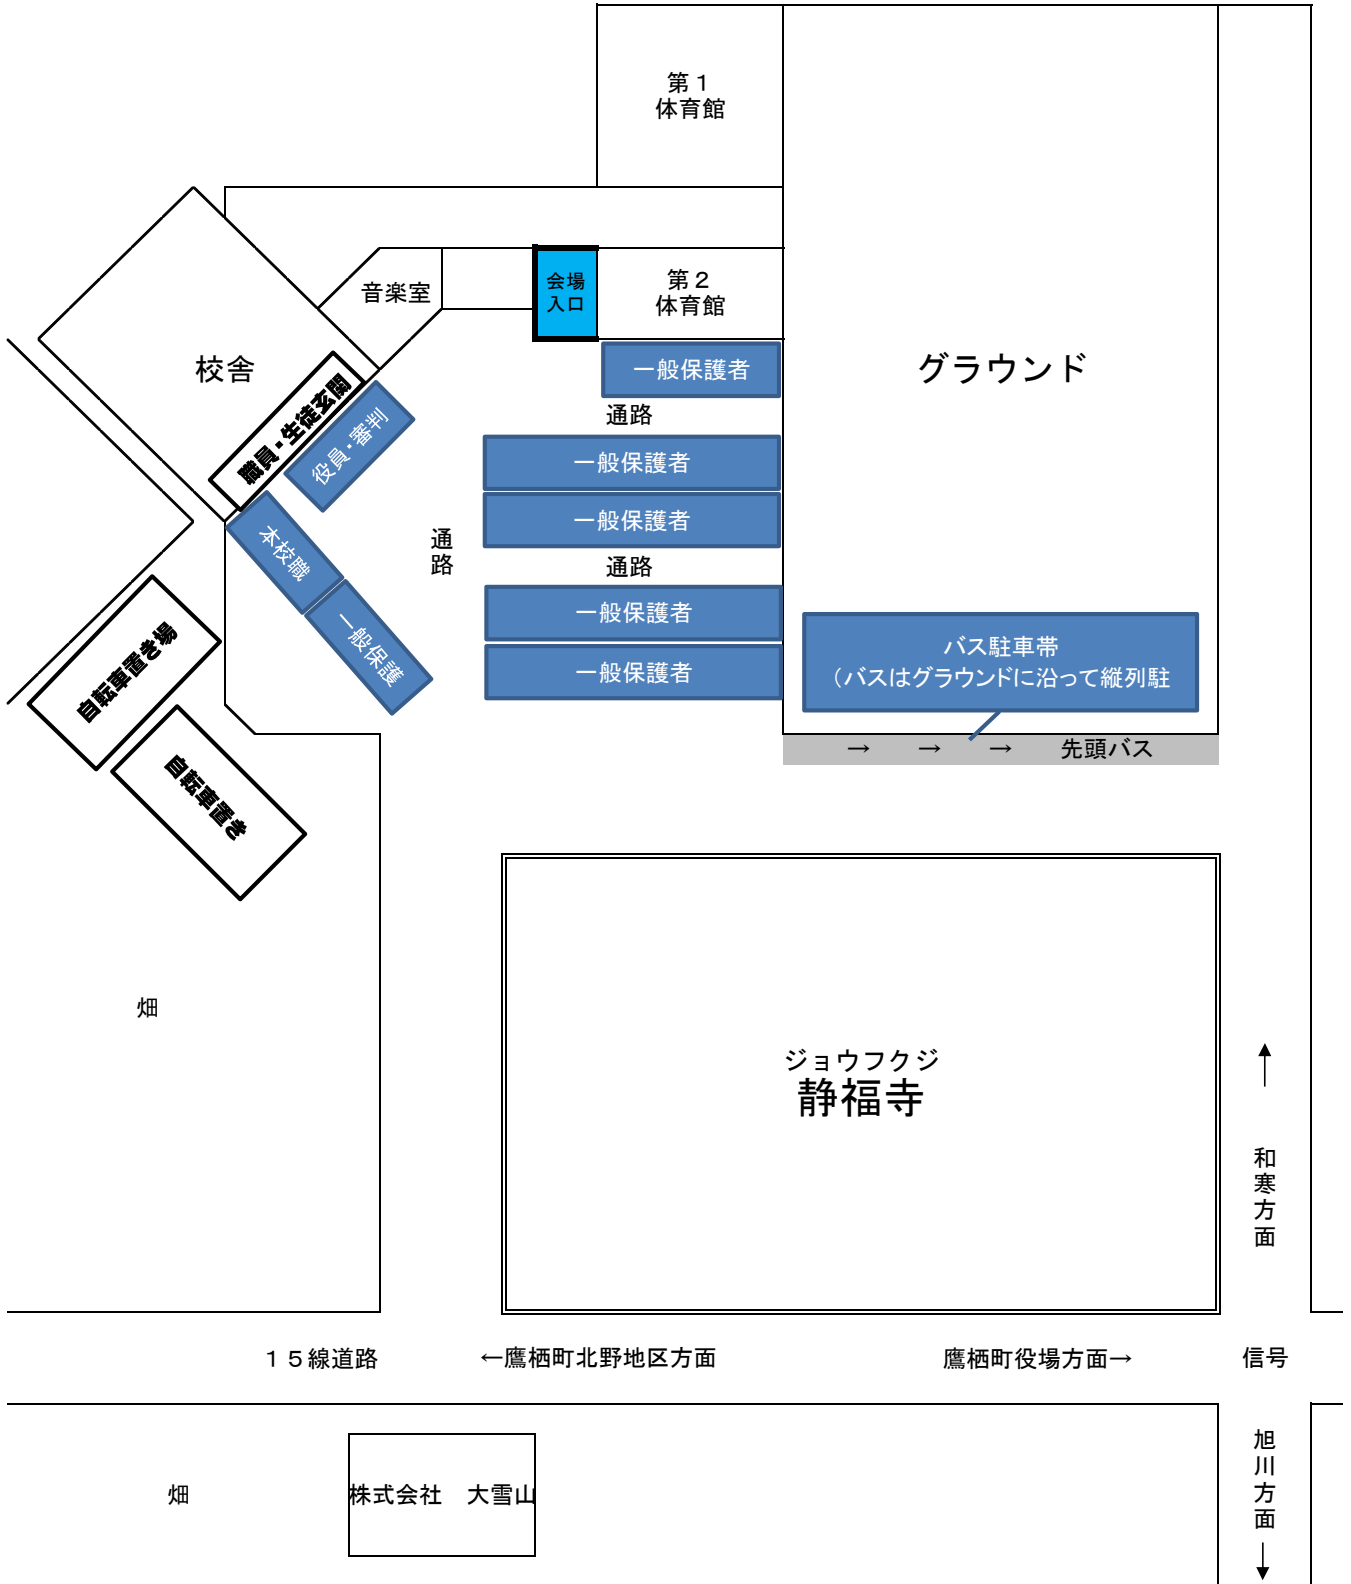 第１
体育館
音楽室
会場
入口
第２
体育館
校舎
一般保護者
グラウンド
職員・生徒玄関
役員・審判
通路
一般保護者
一般保護者
本校職
通路
通路
一般保護者
一般保護
一般保護者
バス駐車帯
（バスはグラウンドに沿って縦列駐
→　→　→　先頭バス
自転車置き場
自転車置き
畑
ジョウフクジ
静福寺
↑
和寒方面
１５線道路
←鷹栖町北野地区方面
鷹栖町役場方面→
信号
畑
株式会社　大雪山
旭川方面
↓